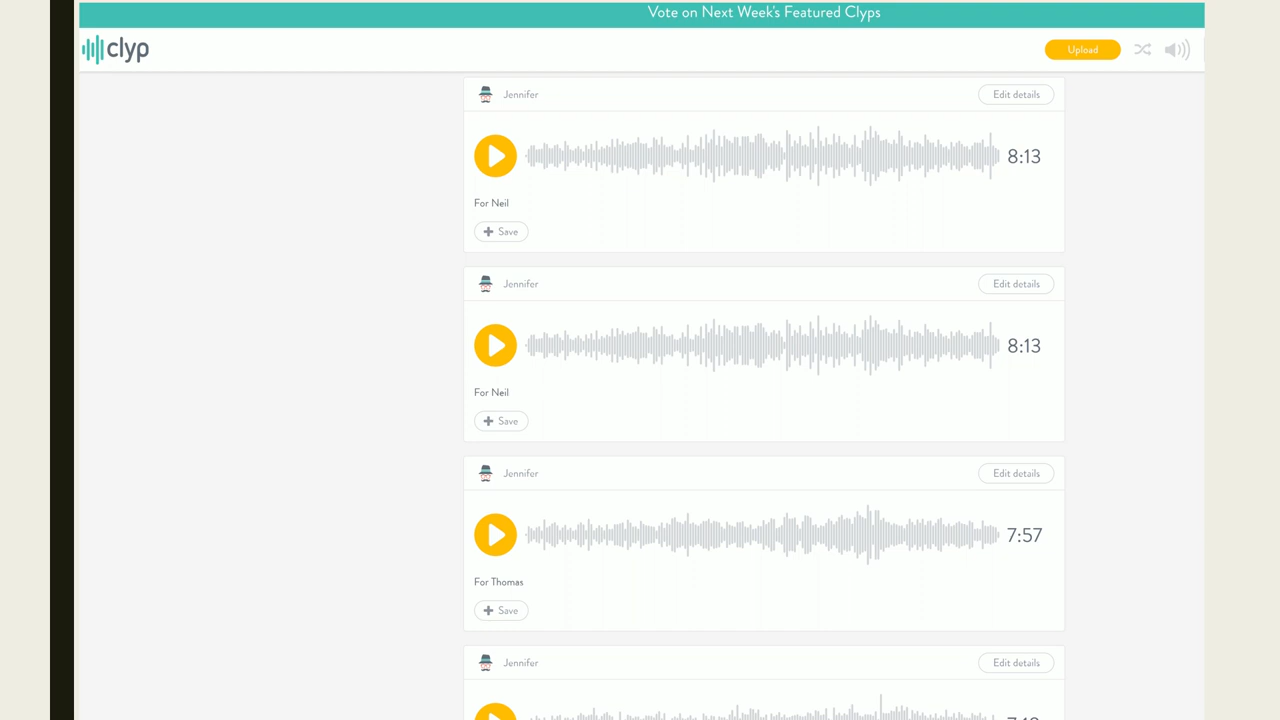 Vote on Next Week's Featured Clyps
clyp
Upload
Jennifer
Edit details
8:13
For Neil
+ Save
Jennifer
Edit details
8:13
For Neil
+ Save
Jennifer
Edit details
7:57
For Thomas
+ Save
Jennifer
Edit details